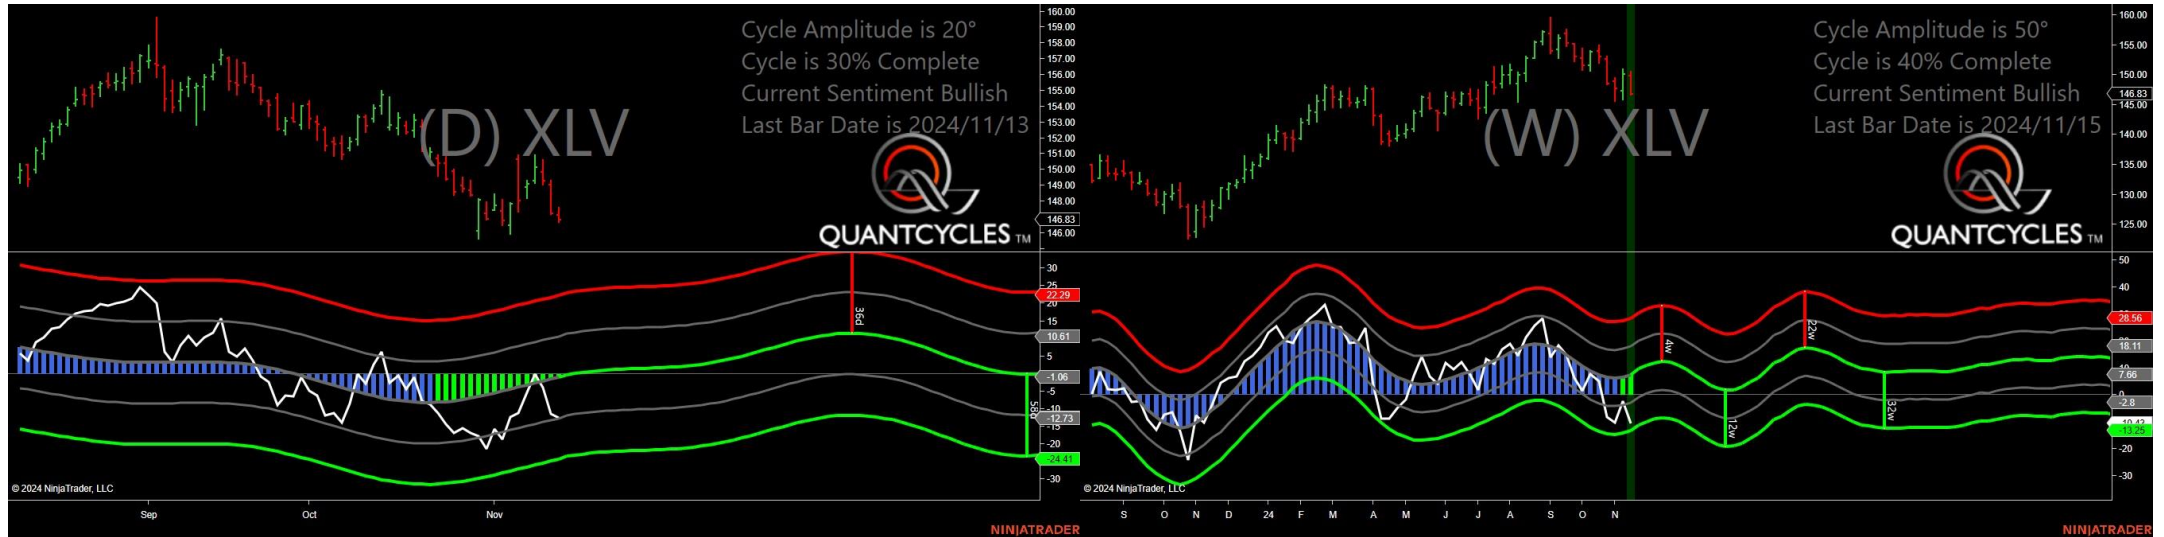 Cycle Amplitude is 20°
Cycle is 30% Complete
Current Sentiment Bullish
Last Bar Date is 2024/11/13
(D) XLV
QUANTCYCLES TM
160.00
159.00
158.00
157.00
156.00
155.00
154.00
153.00
152.00
151.00
150.00
149.00
148.00
146.83
146.00
30
22.29
20
15
10.61
5
-1.06
-5
-10
-12.73
-15
-20
-24.41
-30
36d
58d
© 2024 NinjaTrader, LLC
Sep
Oct
Nov
NINJATRADER
Cycle Amplitude is 50°
Cycle is 40% Complete
Current Sentiment Bullish
Last Bar Date is 2024/11/15
(W) XLV
QUANTCYCLES TM
160.00
155.00
150.00
146.83
145.00
140.00
135.00
130.00
125.00
50
40
28.56
18.11
7.66
0
-2.8
-13.25
-20
-30
4w
12w
22w
32w
© 2024 NinjaTrader, LLC
S O N D 24 F M A M J J A S O N
NINJATRADER